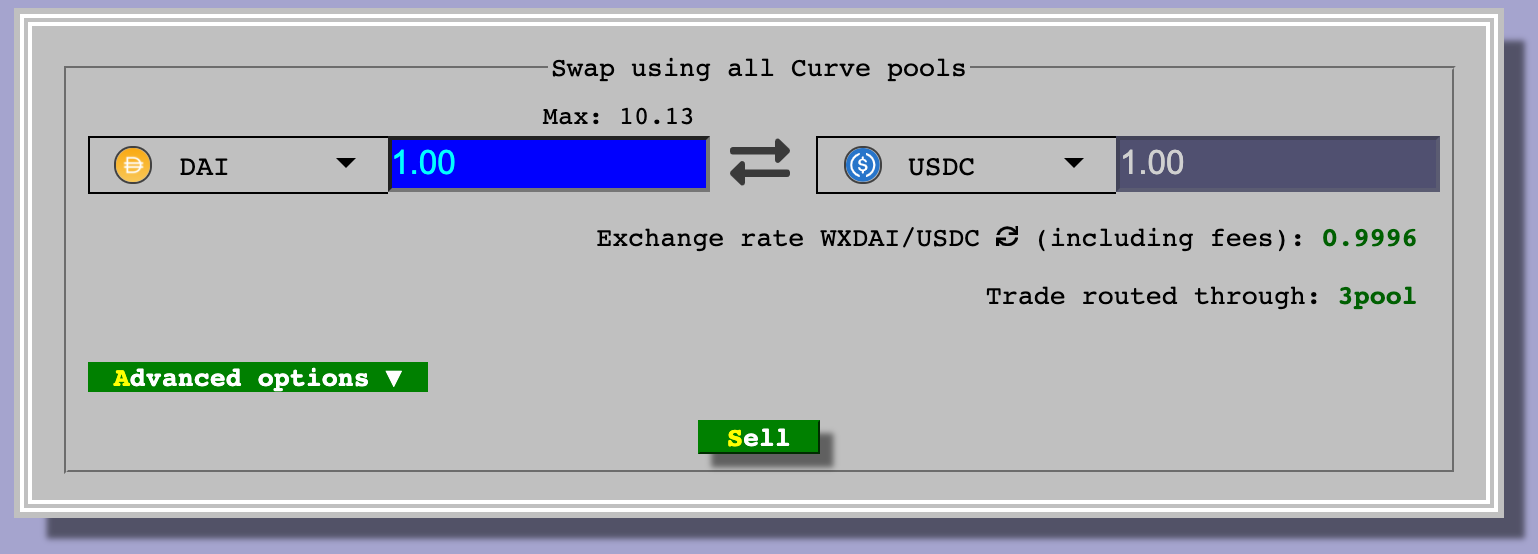 Swap using all Curve pools
Max: 10.13
DAI 1.00 USDC 1.00
Exchange rate WXDAI/USDC (including fees): 0.9996
Trade routed through: 3pool
Advanced options ▼
Sell